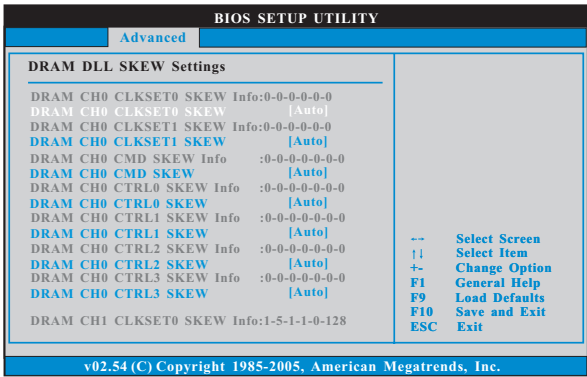 BIOS SETUP UTILITY
Advanced
DRAM DLL SKEW Settings
DRAM CH0 CLKSET0 SKEW Info:0-0-0-0-0-0
DRAM CH0 CLKSET0 SKEW [Auto]
DRAM CH0 CLKSET1 SKEW Info:0-0-0-0-0-0
DRAM CH0 CLKSET1 SKEW [Auto]
DRAM CH0 CMD SKEW Info :0-0-0-0-0-0-0
DRAM CH0 CMD SKEW [Auto]
DRAM CH0 CTRL0 SKEW Info :0-0-0-0-0-0-0
DRAM CH0 CTRL0 SKEW [Auto]
DRAM CH0 CTRL1 SKEW Info :0-0-0-0-0-0-0
DRAM CH0 CTRL1 SKEW [Auto]
DRAM CH0 CTRL2 SKEW Info :0-0-0-0-0-0-0
DRAM CH0 CTRL2 SKEW [Auto]
DRAM CH0 CTRL3 SKEW Info :0-0-0-0-0-0-0
DRAM CH0 CTRL3 SKEW [Auto]
DRAM CH1 CLKSET0 SKEW Info:1-5-1-1-0-128
←→ Select Screen
↑↓ Select Item
+- Change Option
F1 General Help
F9 Load Defaults
F10 Save and Exit
ESC Exit
v02.54 (C) Copyright 1985-2005, American Megatrends, Inc.